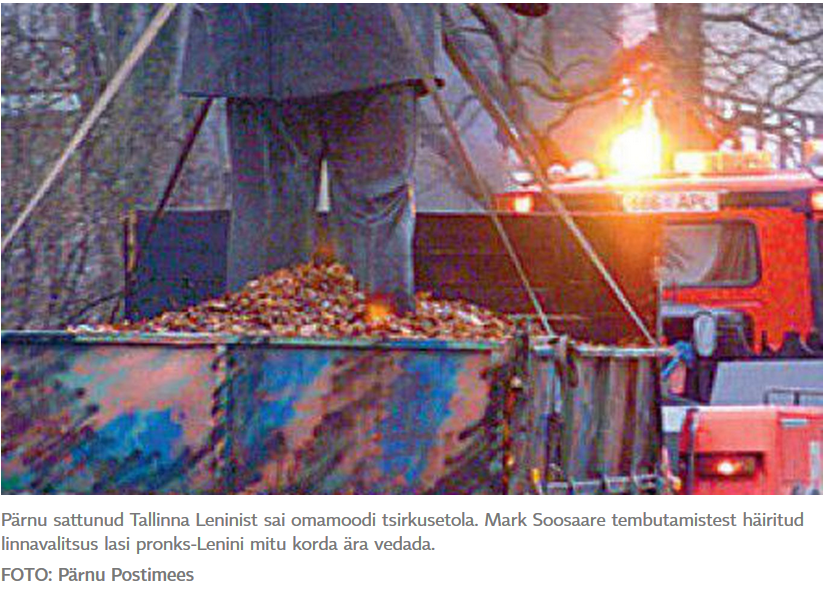 Pärnu sattunud Tallinna Leninist sai omamoodi tsirkusetola. Mark Soosaare tembutamistest häiritud
linnavalitsus lasi pronks-Lenini mitu korda ära vedada.
FOTO: Pärnu Postimees